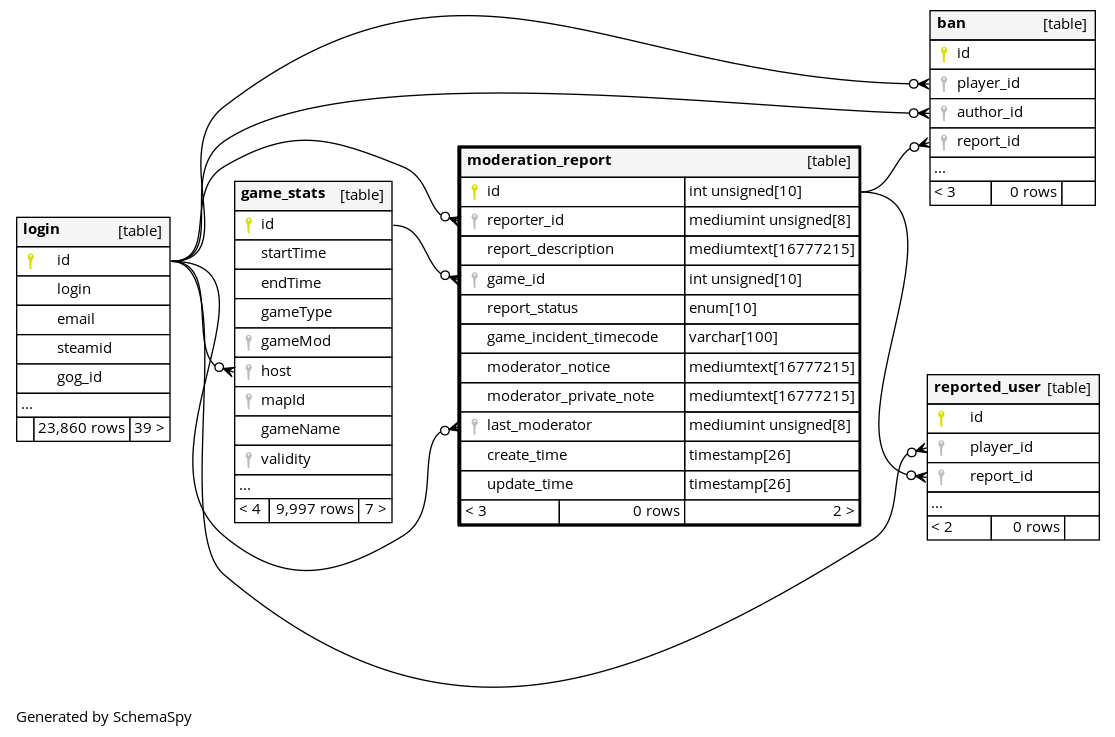 login [table]
id
login
email
steamid
gog_id
...
23,860 rows 39 >
game_stats [table]
id
startTime
endTime
gameType
gameMod
host
mapId
gameName
validity
...
< 4 9,997 rows 7 >
moderation_report [table]
id int unsigned[10]
reporter_id mediumint unsigned[8]
report_description mediumtext[16777215]
game_id int unsigned[10]
report_status enum[10]
game_incident_timecode varchar[100]
moderator_notice mediumtext[16777215]
moderator_private_note mediumtext[16777215]
last_moderator mediumint unsigned[8]
create_time timestamp[26]
update_time timestamp[26]
< 3 0 rows 2 >
ban [table]
id
player_id
author_id
report_id
...
< 3 0 rows
reported_user [table]
id
player_id
report_id
...
< 2 0 rows
Generated by SchemaSpy